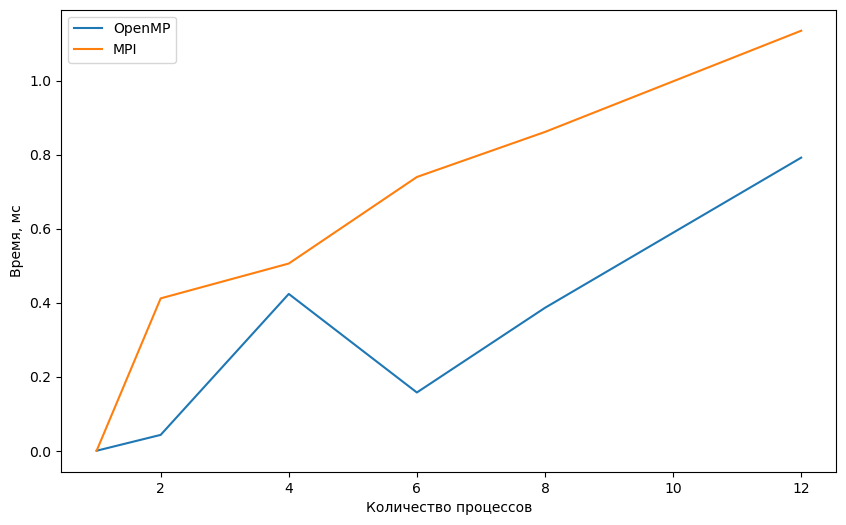 OpenMP
MPI
1.0
0.8
0.6
0.4
0.2
0.0
Время, мс
2 4 6 8 10 12
Количество процессов